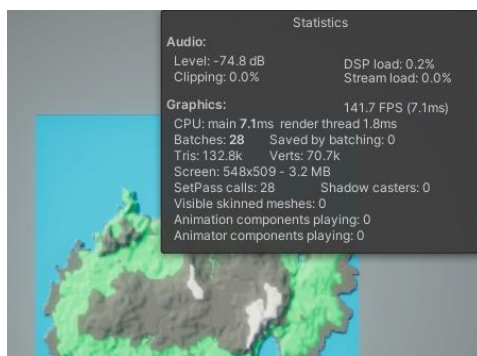 Statistics
Audio:
Level: -74.8 dB DSP load: 0.2%
Clipping: 0.0% Stream load: 0.0%
Graphics: 141.7 FPS (7.1ms)
CPU: main 7.1ms render thread 1.8ms
Batches: 28 Saved by batching: 0
Tris: 132.8k Verts: 70.7k
Screen: 548x509 - 3.2 MB
SetPass calls: 28 Shadow casters: 0
Visible skinned meshes: 0
Animation components playing: 0
Animator components playing: 0